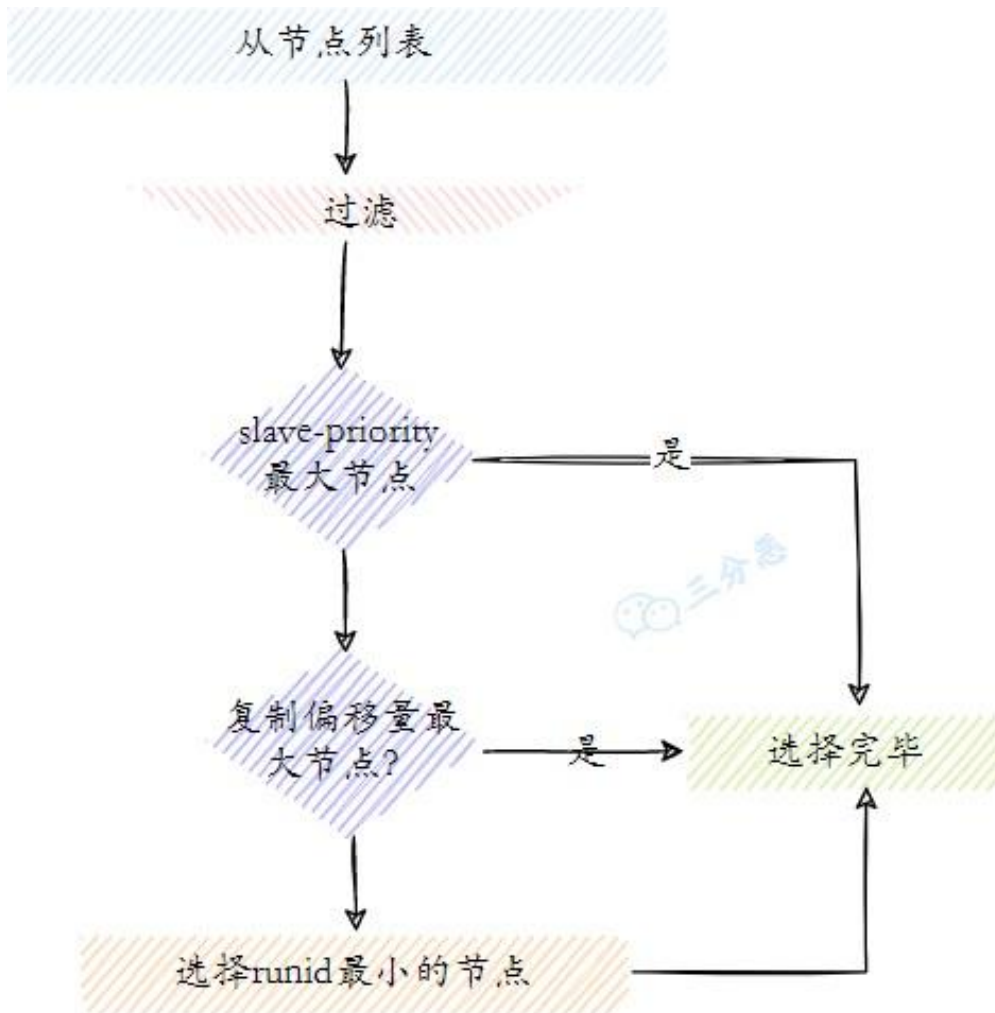 从节点列表
过滤
slave-priority
最大节点
是
三分恶
复制偏移量最
大节点?
是
选择完毕
选择runid最小的节点